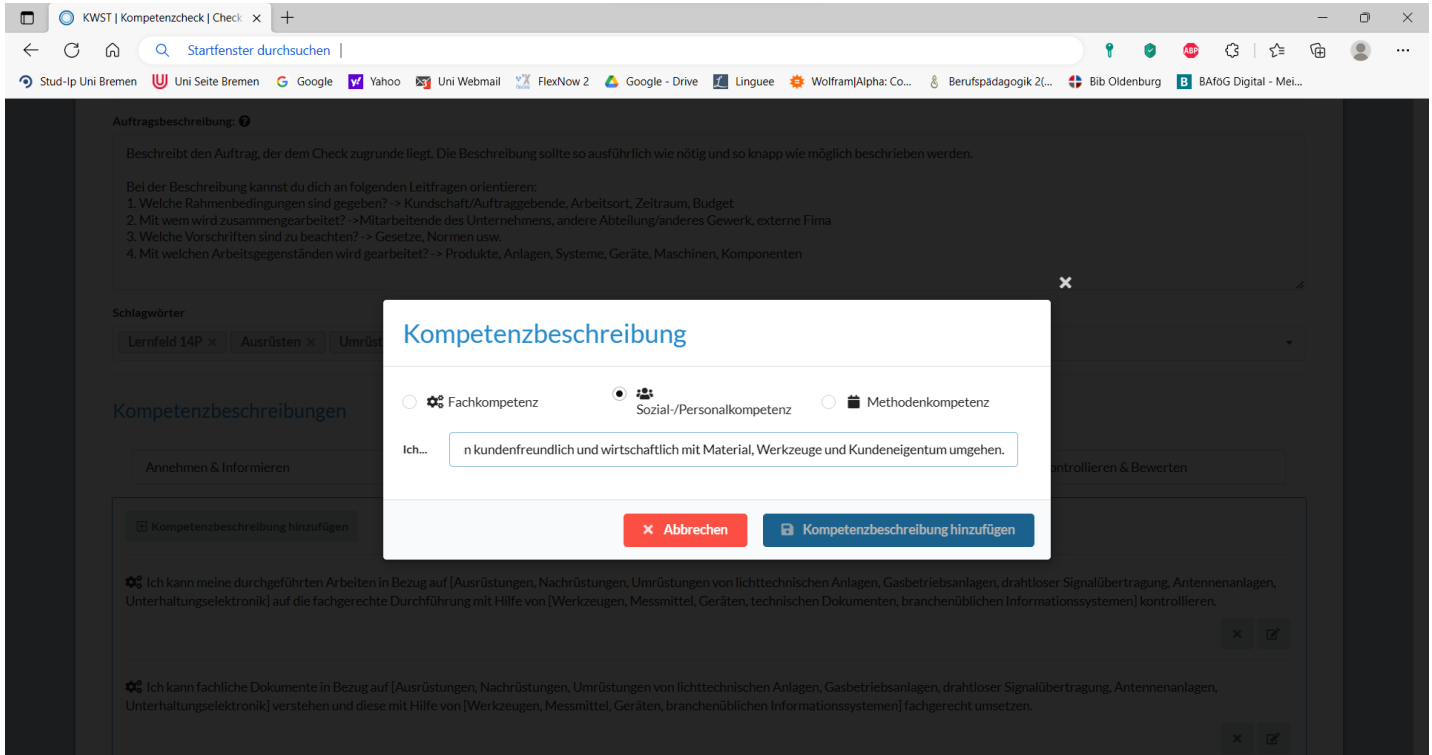 KWST | Kompetenzcheck | Check
Startfenster durchsuchen
ABP
Stud-Ip Uni Bremen Uni Seite Bremen Google Yahoo Uni Webmail FlexNow 2 Google - Drive Linguee Wolfram|Alpha: Co... Berufspädagogik 2(... Bib Oldenburg BAföG Digital - Mei...
Auftragsbeschreibung:
Beschreibt den Auftrag, der dem Check zugrunde liegt. Die Beschreibung sollte so ausführlich wie nötig und so knapp wie möglich beschrieben werden.
Bei der Beschreibung kannst du dich an folgenden Leitfragen orientieren:
1. Welche Rahmenbedingungen sind gegeben? -> Kundschaft/Auftraggebende, Arbeitsort, Zeitraum, Budget
2. Mit wem wird zusammengearbeitet? ->Mitarbeitende des Unternehmens, andere Abteilung/anderes Gewerk, externe Fima
3. Welche Vorschriften sind zu beachten? -> Gesetze, Normen usw.
4. Mit welchen Arbeitsgegenständen wird gearbeitet? -> Produkte, Anlagen, Systeme, Geräte, Maschinen, Komponenten
Schlagwörter
Lernfeld 14P × Ausrüsten × Umrüst
Kompetenzbeschreibung
Fachkompetenz Sozial-/Personalkompetenz Methodenkompetenz
Ich... n kundenfreundlich und wirtschaftlich mit Material, Werkzeuge und Kundeneigentum umgehen.
Abbrechen Kompetenzbeschreibung hinzufügen
Kompetenzbeschreibungen
Annehmen & Informieren ontrollieren & Bewerten
Kompetenzbeschreibung hinzufügen
Ich kann meine durchgeführten Arbeiten in Bezug auf [Ausrüstungen, Nachrüstungen, Umrüstungen von lichttechnischen Anlagen, Gasbetriebsanlagen, drahtloser Signalübertragung, Antennenanlagen,
Unterhaltungselektronik] auf die fachgerechte Durchführung mit Hilfe von [Werkzeugen, Messmittel, Geräten, technischen Dokumenten, branchenüblichen Informationssystemen] kontrollieren.
Ich kann fachliche Dokumente in Bezug auf [Ausrüstungen, Nachrüstungen, Umrüstungen von lichttechnischen Anlagen, Gasbetriebsanlagen, drahtloser Signalübertragung, Antennenanlagen,
Unterhaltungselektronik] verstehen und diese mit Hilfe von [Werkzeugen, Messmittel, Geräten, branchenüblichen Informationssystemen] fachgerecht umsetzen.